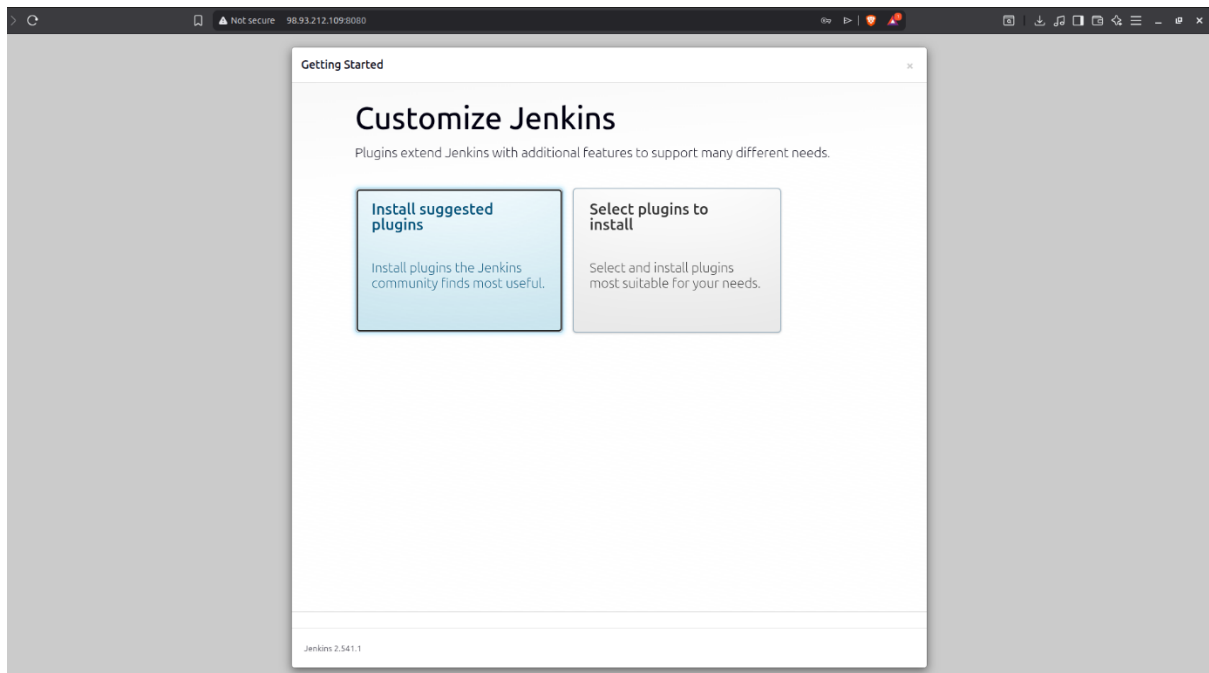 Not secure 98.93.212.109:8080
Getting Started
×
Customize Jenkins
Plugins extend Jenkins with additional features to support many different needs.
Install suggested
plugins
Install plugins the Jenkins
community finds most useful.
Select plugins to
install
Select and install plugins
most suitable for your needs.
Jenkins 2.541.1